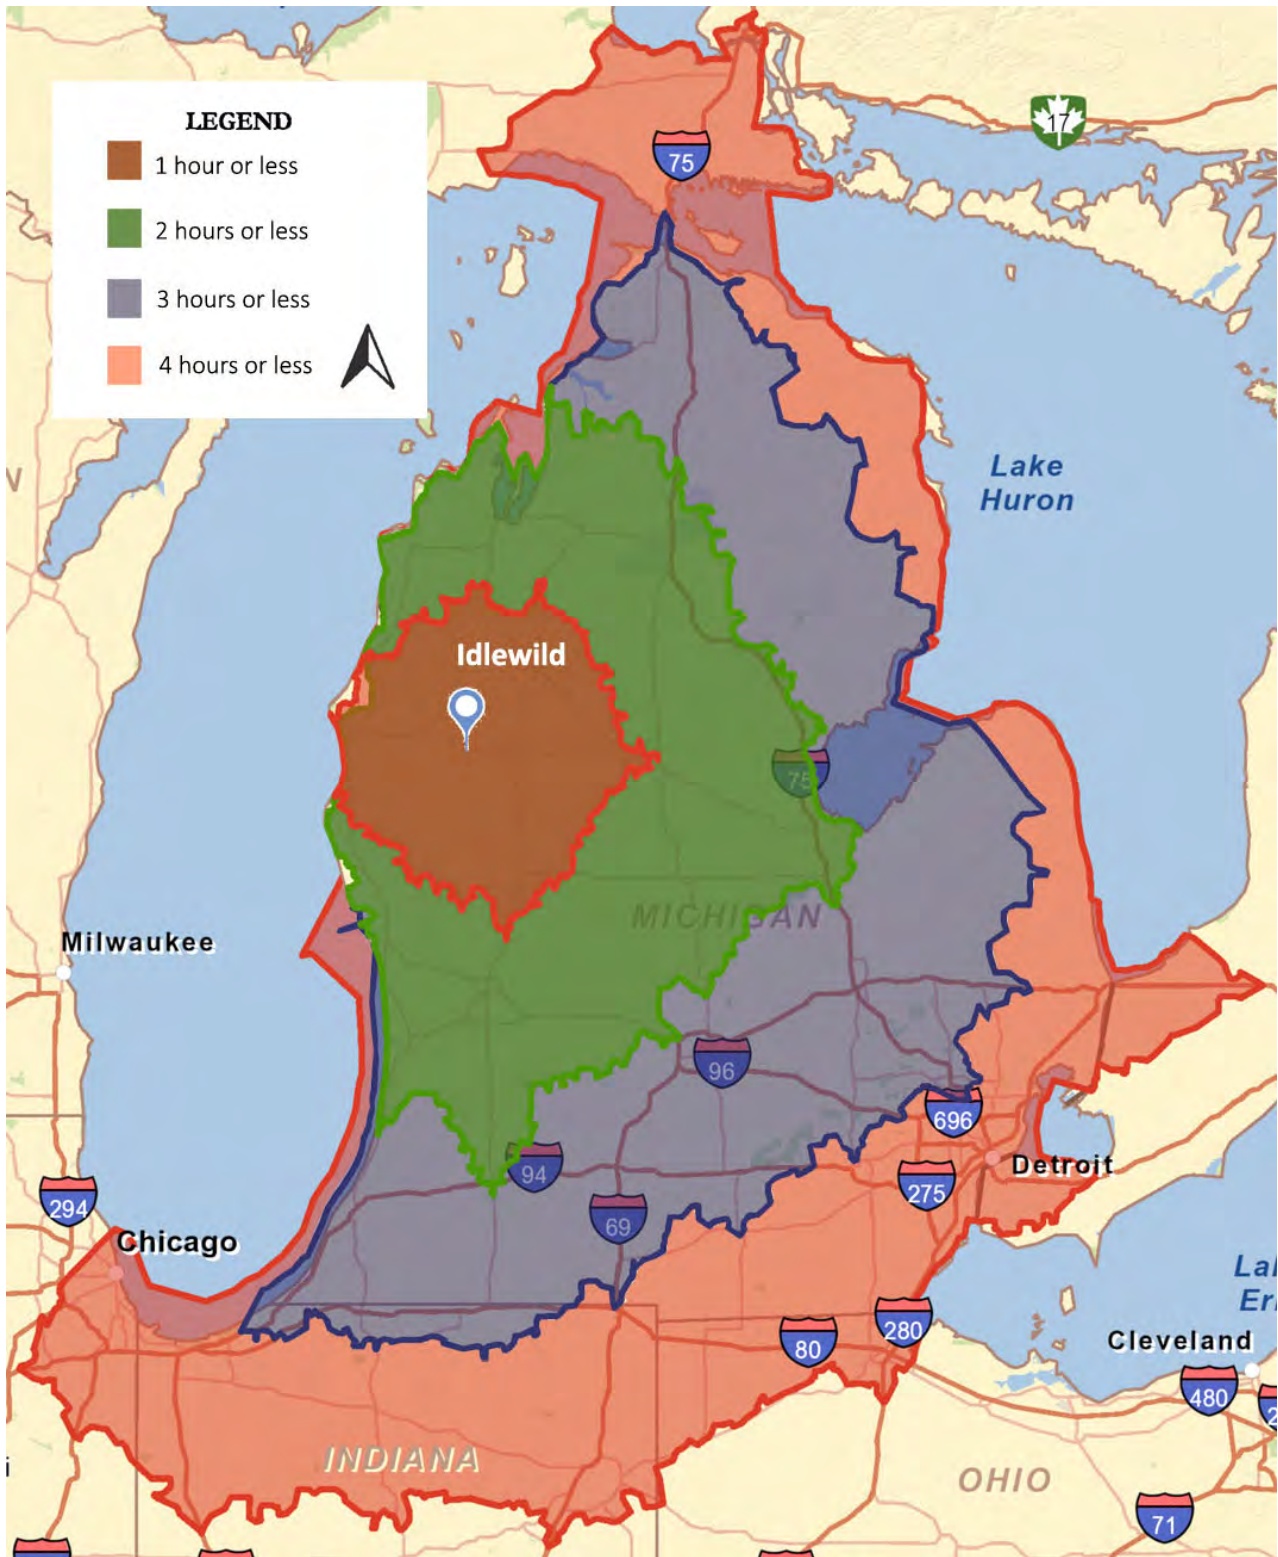 LEGEND
1 hour or less
2 hours or less
3 hours or less
4 hours or less
75
17
Lake
Huron
N
Idlewild
75
MICHIGAN
Milwaukee
96
696
Detroit
94
275
294
69
Chicago
280
80
Cleveland
480
2
INDIANA
i
OHIO
71